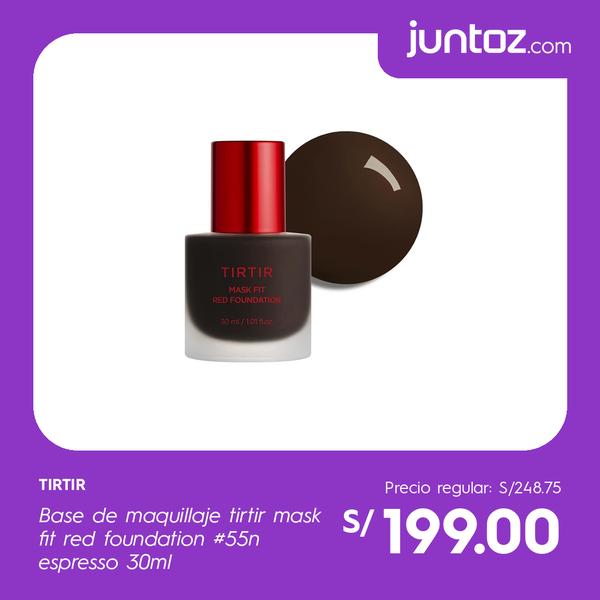 juntoz.com
TIRTIR
MASK FIT
RED FOUNDATION
30 ml / 1.01 fl.oz.
TIRTIR
Base de maquillaje tirtir mask
fit red foundation #55n
espresso 30ml
Precio regular: S/248.75
S/199.00